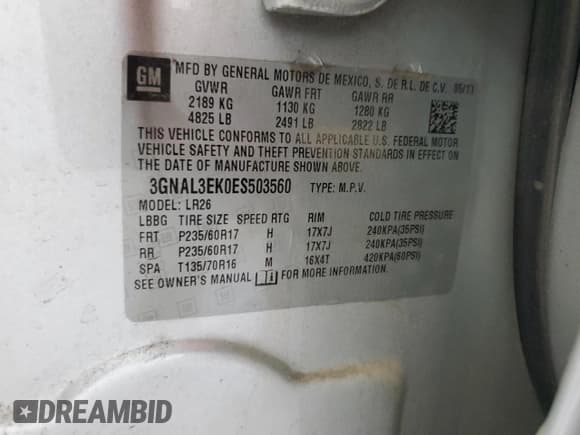 GM
MFD BY GENERAL MOTORS DE MEXICO, S. DE R.L. DE C.V. 05/13
GVWR GAWR FRT GAWR RR
2189 KG 1130 KG 1280 KG
4825 LB 2491 LB 2822 LB
THIS VEHICLE CONFORMS TO ALL APPLICABLE U.S. FEDERAL MOTOR
VEHICLE SAFETY AND THEFT PREVENTION STANDARDS IN EFFECT ON
THE DATE OF MANUFACTURE SHOWN ABOVE.
3GNAL3EK0ES503560 TYPE: M.P.V.
MODEL: LR26
LBBG TIRE SIZE SPEED RTG RIM COLD TIRE PRESSURE
FRT P235/60R17 H 17X7J 240KPA(35PSI)
RR P235/60R17 H 17X7J 240KPA(35PSI)
SPA T135/70R16 M 16X4T 420KPA(60PSI)
SEE OWNER'S MANUAL FOR MORE INFORMATION.
DREAMBID